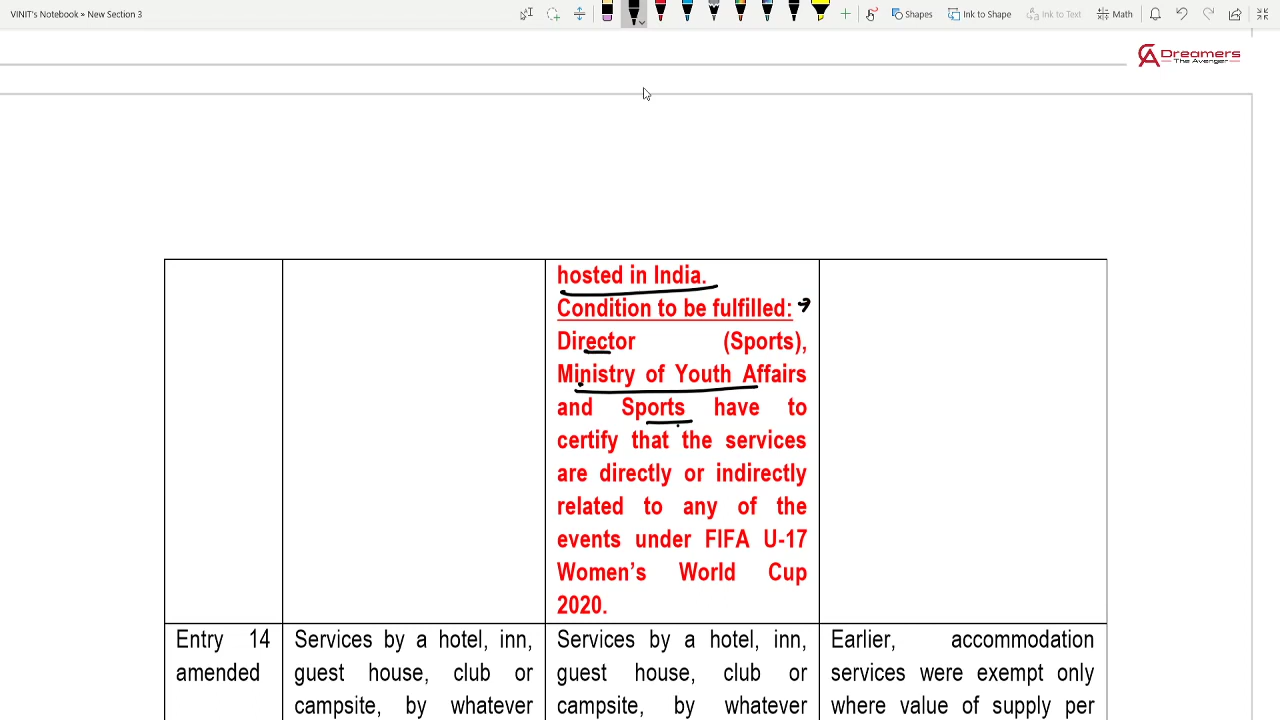 VINIT's Notebook » New Section 3
Shapes
Ink to Shape
Ink to Text
Math
CA Dreamers
The Avenger
hosted in India.
Condition to be fulfilled:
Director (Sports),
Ministry of Youth Affairs
and Sports have to
certify that the services
are directly or indirectly
related to any of the
events under FIFA U-17
Women's World Cup
2020.
Entry 14
amended
Services by a hotel, inn,
guest house, club or
campsite, by whatever
Services by a hotel, inn,
guest house, club or
campsite, by whatever
Earlier, accommodation
services were exempt only
where value of supply per